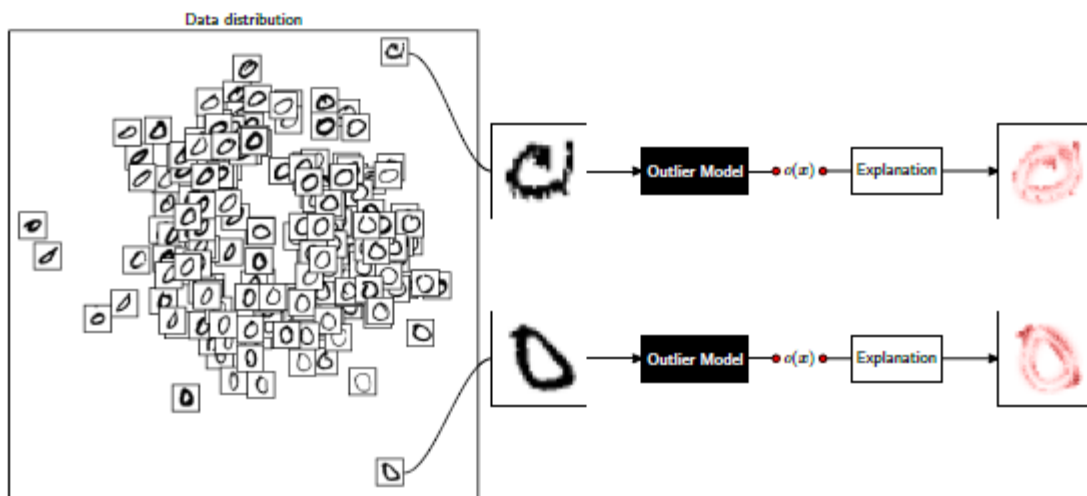 Data distribution
Outlier Model o(x) Explanation
Outlier Model o(x) Explanation